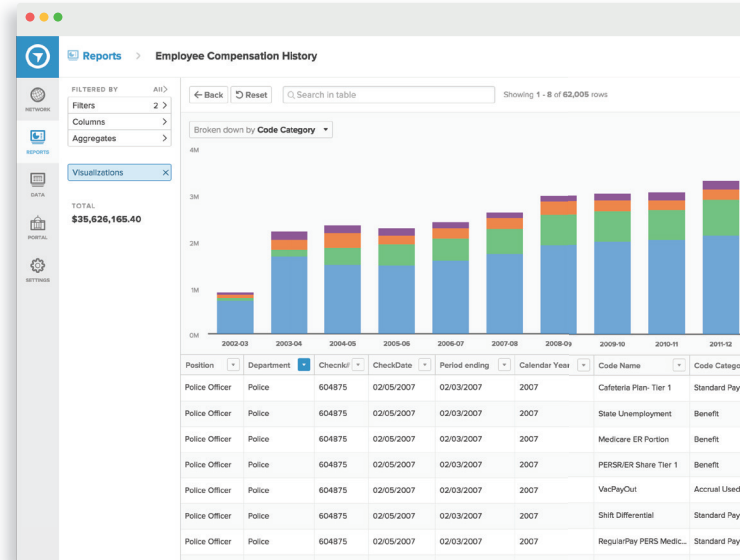 Reports > Employee Compensation History
NETWORK
REPORTS
DATA
PORTAL
SETTINGS
FILTERED BY All>
Filters 2 >
Columns >
Aggregates >
Visualizations ×
TOTAL
$35,626,165.40
← Back Reset Search in table Showing 1 - 8 of 62,005 rows
Broken down by Code Category
4M
3M
2M
1M
0M
2002-03 2003-04 2004-05 2005-06 2006-07 2007-08 2008-09 2009-10 2010-11 2011-12
Position Department Checnk# CheckDate Period ending Calendar Year Code Name Code Catego
Police Officer Police 604875 02/05/2007 02/03/2007 2007 Cafeteria Plan- Tier 1 Standard Pay
Police Officer Police 604875 02/05/2007 02/03/2007 2007 State Unemployment Benefit
Police Officer Police 604875 02/05/2007 02/03/2007 2007 Medicare ER Portion Benefit
Police Officer Police 604875 02/05/2007 02/03/2007 2007 PERSR/ER Share Tier 1 Benefit
Police Officer Police 604875 02/05/2007 02/03/2007 2007 VacPayOut Accrual Used
Police Officer Police 604875 02/05/2007 02/03/2007 2007 Shift Differential Standard Pay
Police Officer Police 604875 02/05/2007 02/03/2007 2007 RegularPay PERS Medic... Standard Pay